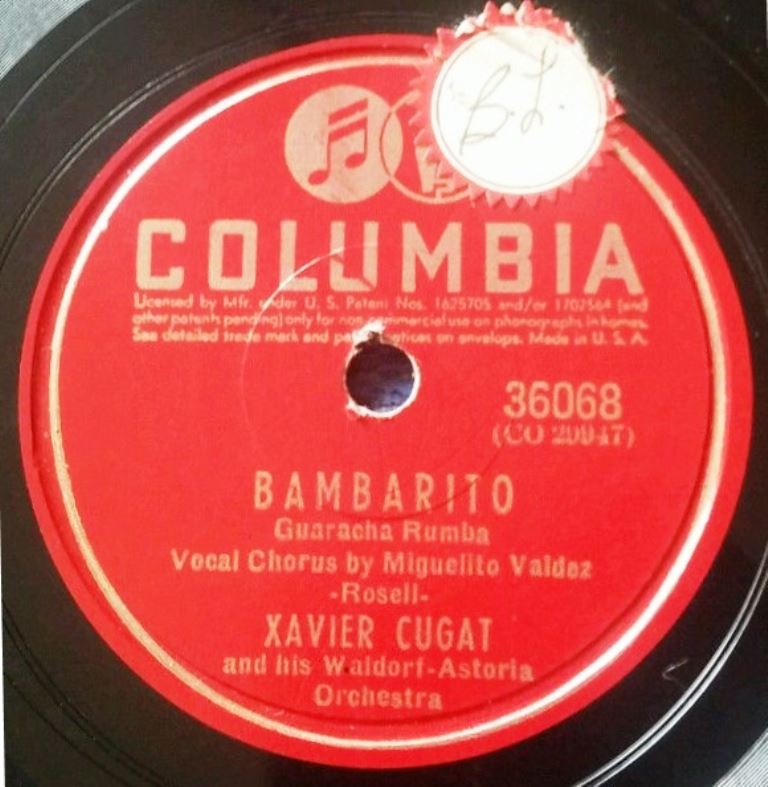 B.L.
COLUMBIA
Licensed by Mfr. under U. S. Patent Nos. 1625705 and/or 1702564 (and
other patents pending) only for non-commercial use on phonographs in homes.
See detailed trade mark and patent notices on envelope. Made in U. S. A.
36068
(CO 29947)
BAMBARITO
Guaracha Rumba
Vocal Chorus by Miguelito Valdez
-Rosell-
XAVIER CUGAT
and his Waldorf-Astoria
Orchestra